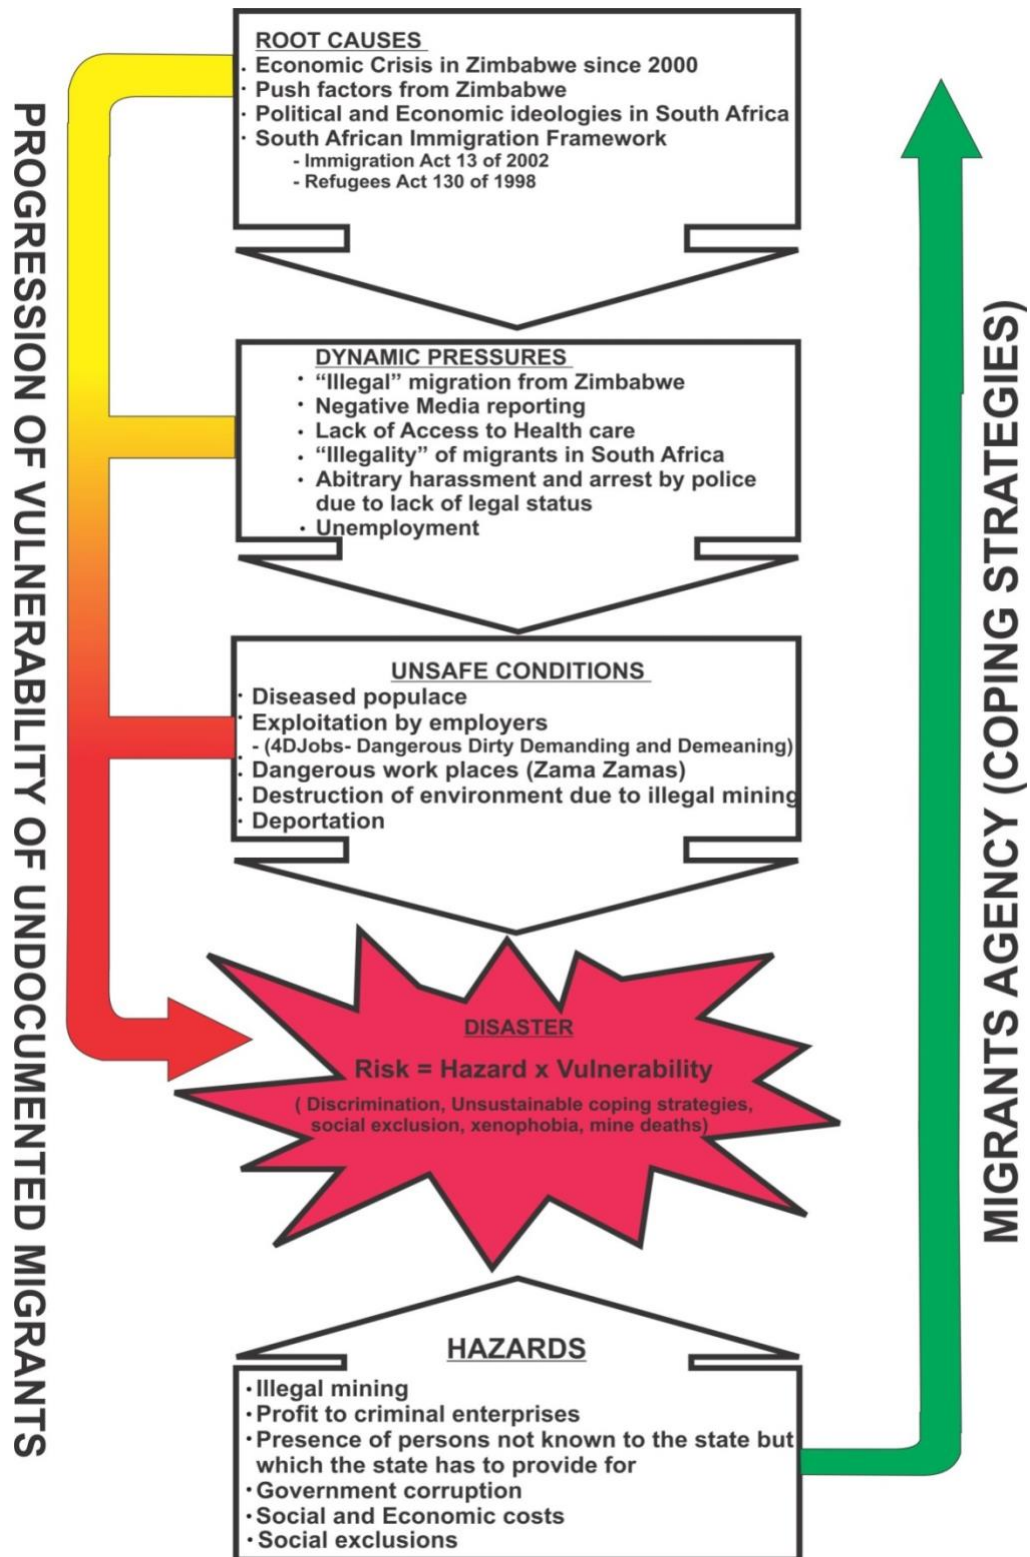 PROGRESSION OF VULNERABILITY OF UNDOCUMENTED MIGRANTS
ROOT CAUSES
· Economic Crisis in Zimbabwe since 2000
· Push factors from Zimbabwe
· Political and Economic ideologies in South Africa
· South African Immigration Framework
- Immigration Act 13 of 2002
- Refugees Act 130 of 1998
DYNAMIC PRESSURES
· “Illegal” migration from Zimbabwe
· Negative Media reporting
· Lack of Access to Health care
· “Illegality” of migrants in South Africa
· Abitrary harassment and arrest by police
due to lack of legal status
· Unemployment
UNSAFE CONDITIONS
· Diseased populace
· Exploitation by employers
- (4DJobs- Dangerous Dirty Demanding and Demeaning)
· Dangerous work places (Zama Zamas)
· Destruction of environment due to illegal mining
· Deportation
DISASTER
Risk = Hazard x Vulnerability
( Discrimination, Unsustainable coping strategies,
social exclusion, xenophobia, mine deaths)
HAZARDS
· Illegal mining
· Profit to criminal enterprises
· Presence of persons not known to the state but
which the state has to provide for
· Government corruption
· Social and Economic costs
· Social exclusions
MIGRANTS AGENCY (COPING STRATEGIES)